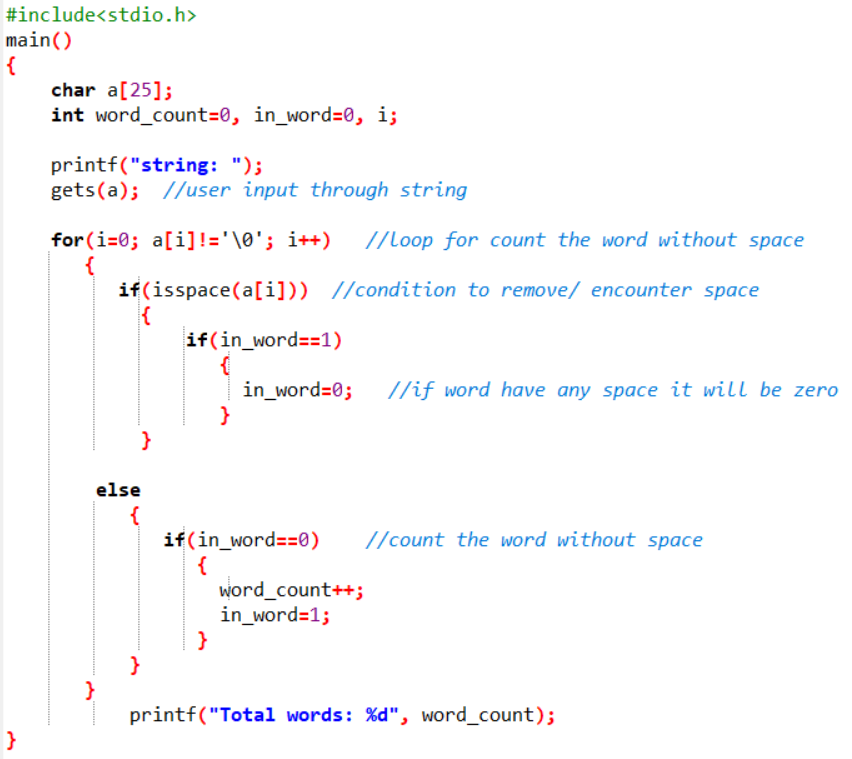 #include<stdio.h>
main()
{
char a[25];
int word_count=0, in_word=0, i;
printf("string: ");
gets(a); //user input through string
for(i=0; a[i]!='\0'; i++) //loop for count the word without space
{
if(isspace(a[i])) //condition to remove/ encounter space
{
if(in_word==1)
{
in_word=0; //if word have any space it will be zero
}
}
else
{
if(in_word==0) //count the word without space
{
word_count++;
in_word=1;
}
}
}
printf("Total words: %d", word_count);
}